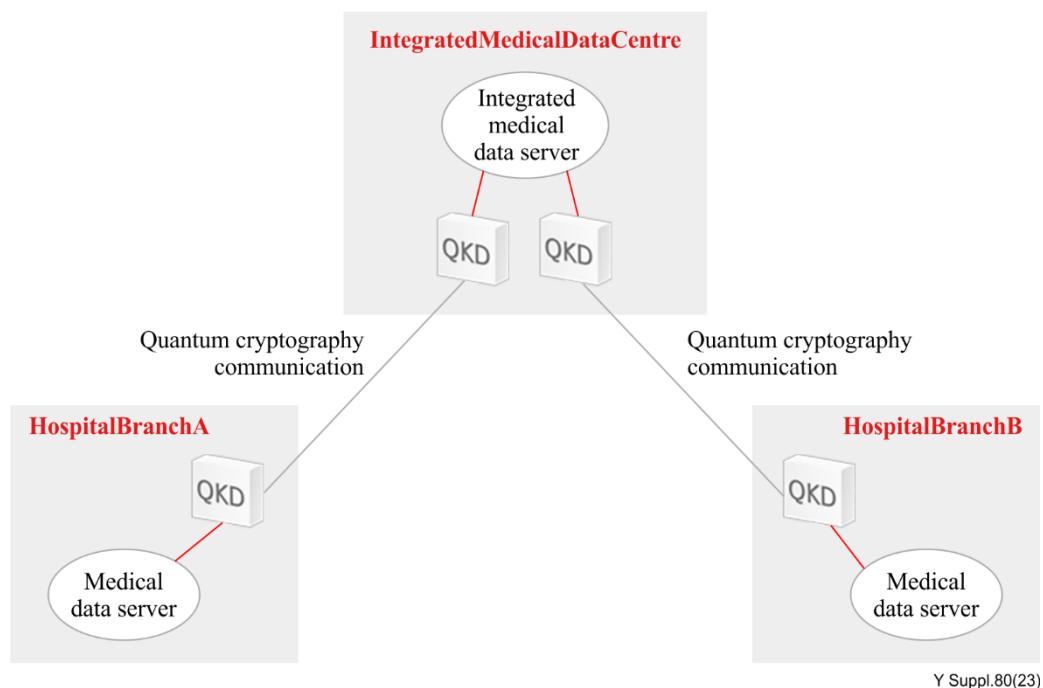 IntegratedMedicalDataCentre
Integrated
medical
data server
QKD
QKD
Quantum cryptography
communication
Quantum cryptography
communication
HospitalBranchA
QKD
Medical
data server
HospitalBranchB
QKD
Medical
data server
Y Suppl.80(23)